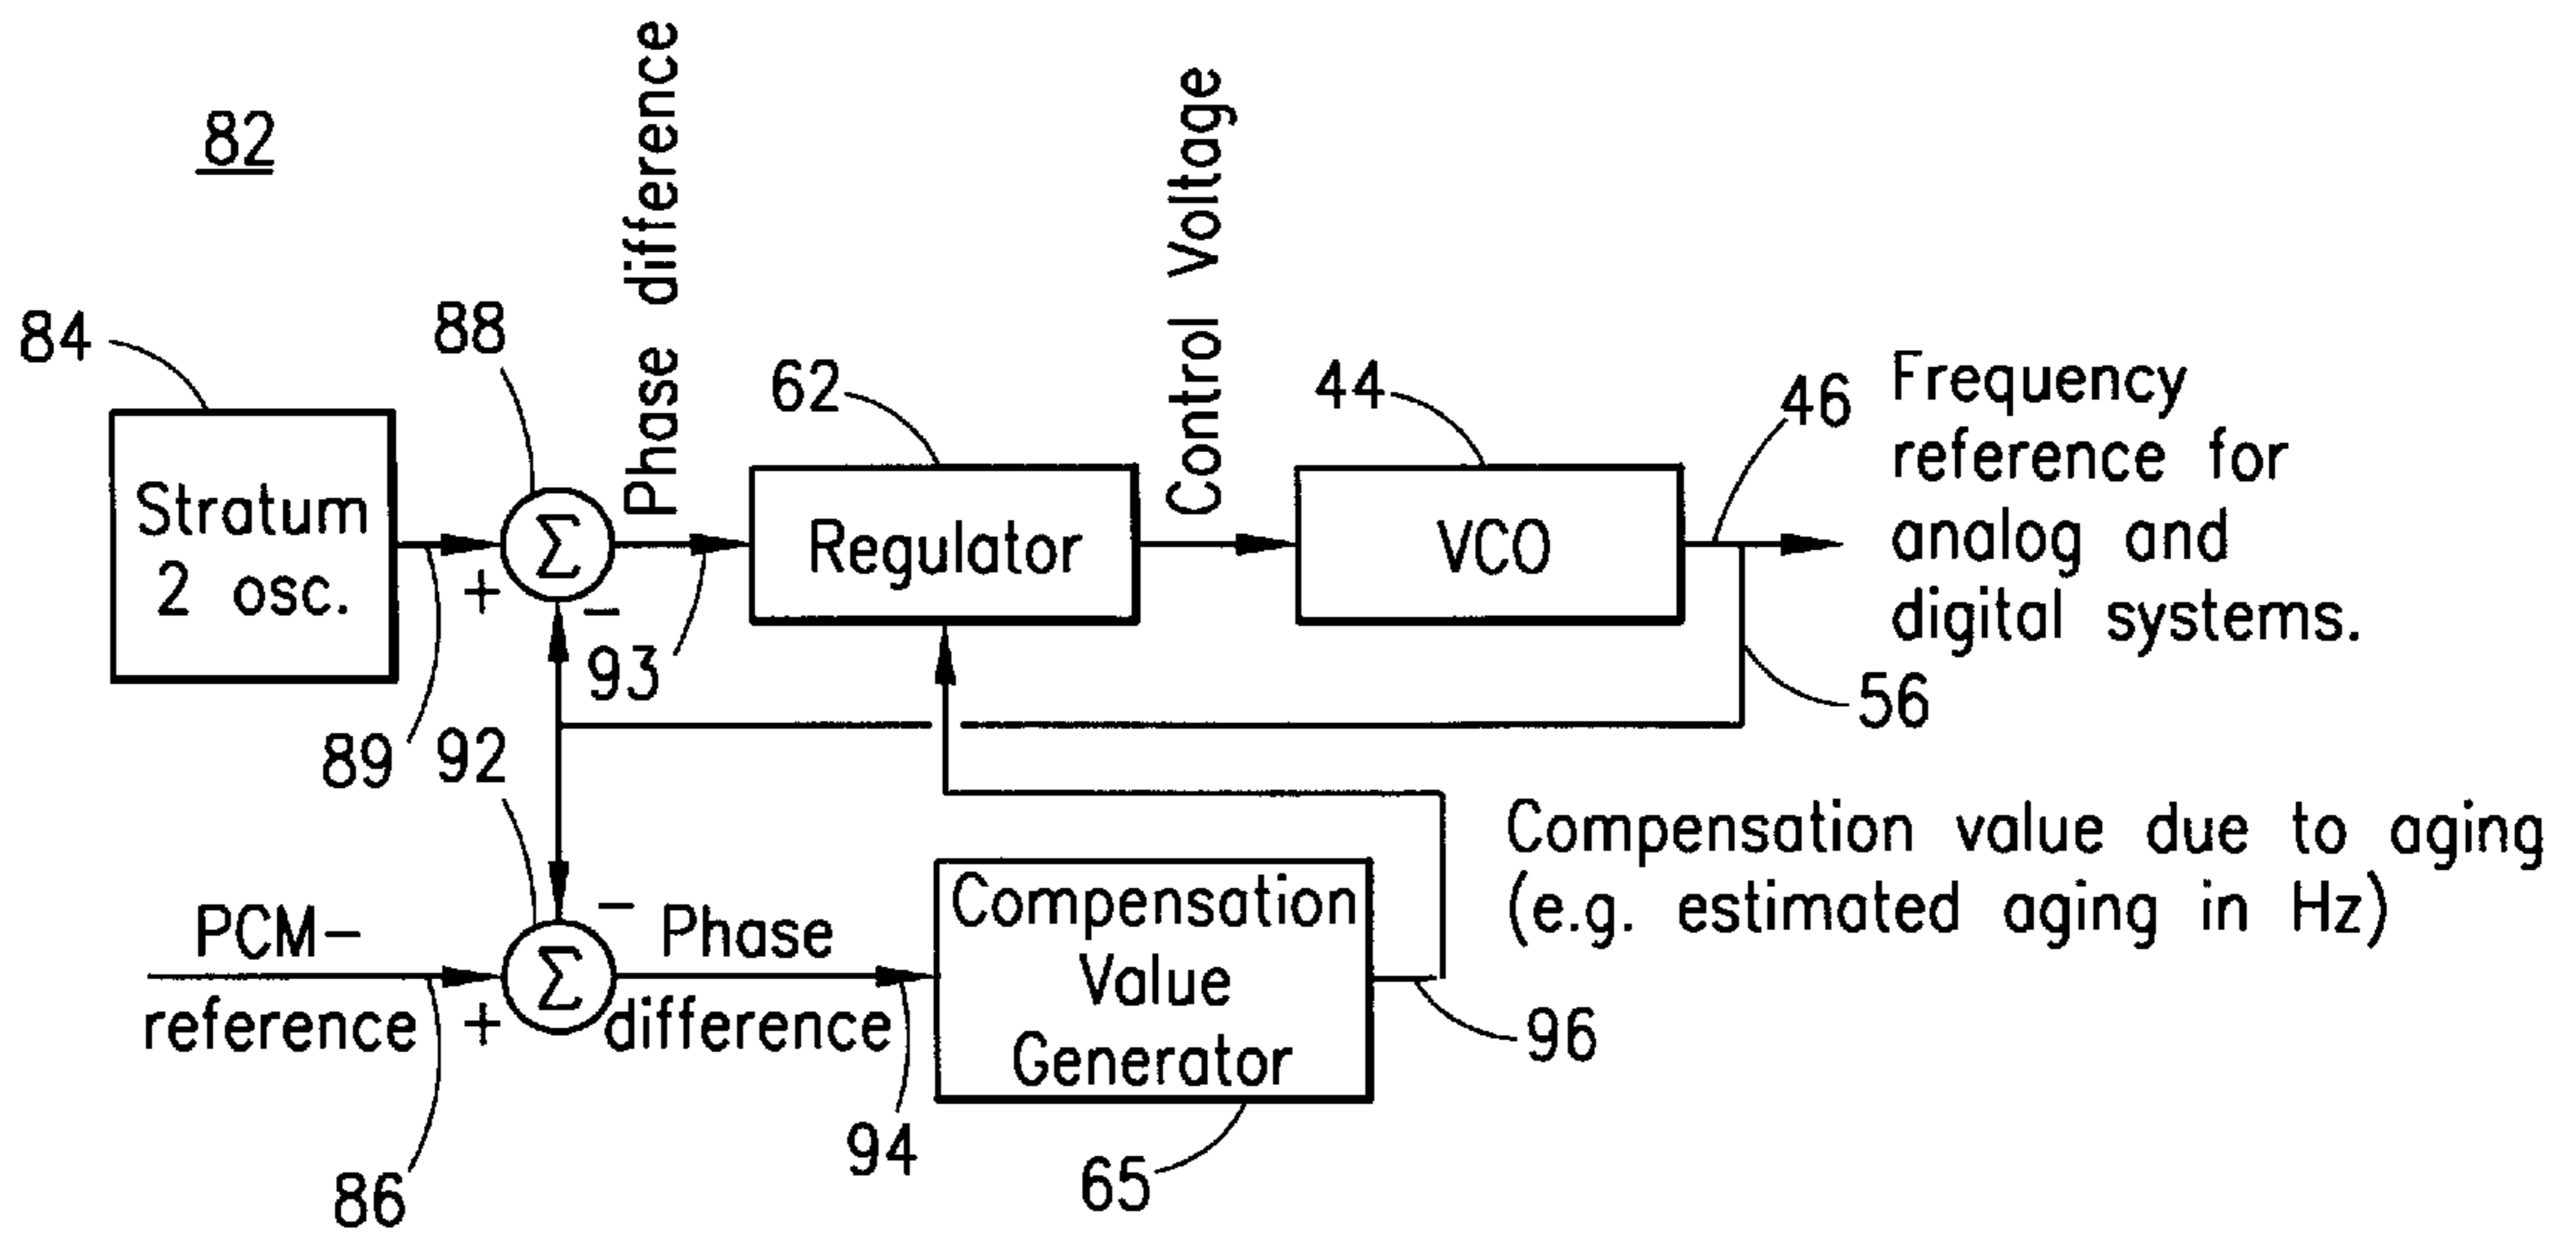 82
84
88
Phase difference
62
Control Voltage
44
46
Frequency
reference for
analog and
digital systems.
Stratum
2 osc.
Σ
+
-
Regulator
VCO
93
56
89
92
Compensation value due to aging
(e.g. estimated aging in Hz)
PCM-
reference
+
Σ
-
Phase
difference
Compensation
Value
Generator
96
94
65
86